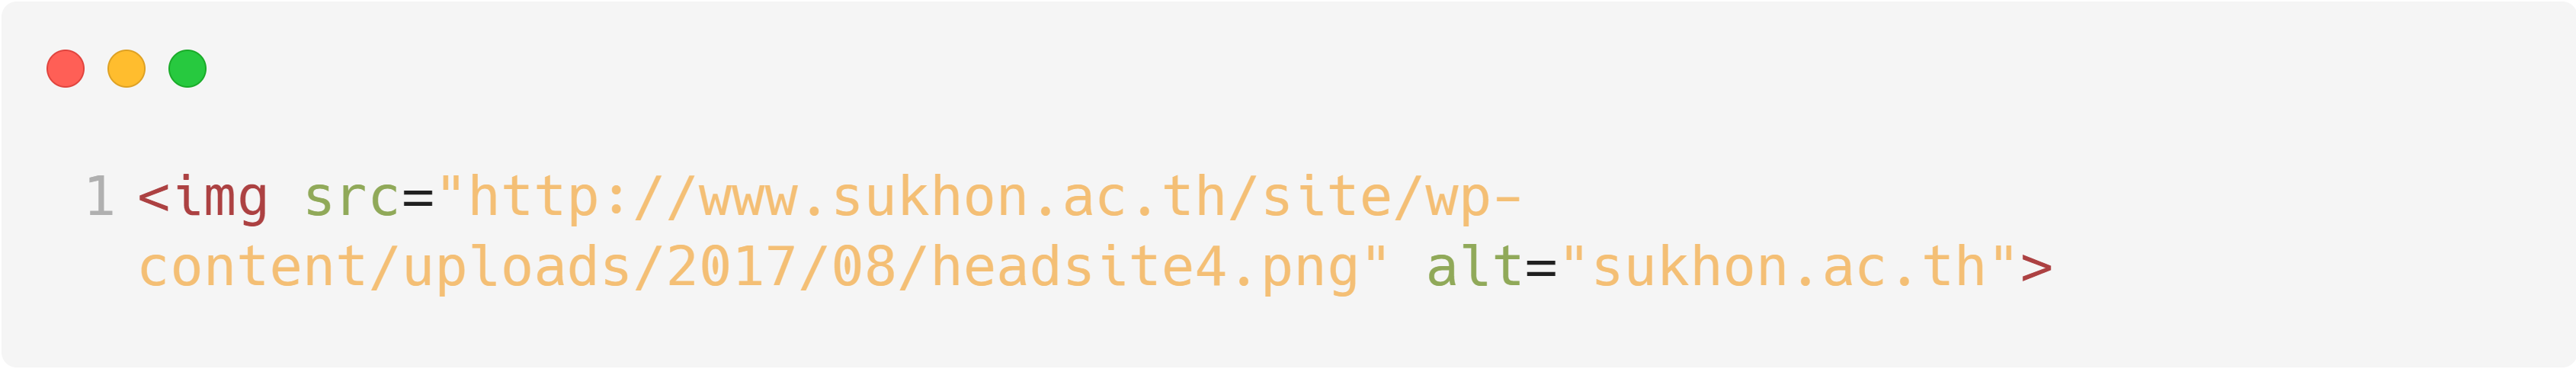 1 <img src="http://www.sukhon.ac.th/site/wp-
content/uploads/2017/08/headsite4.png" alt="sukhon.ac.th">